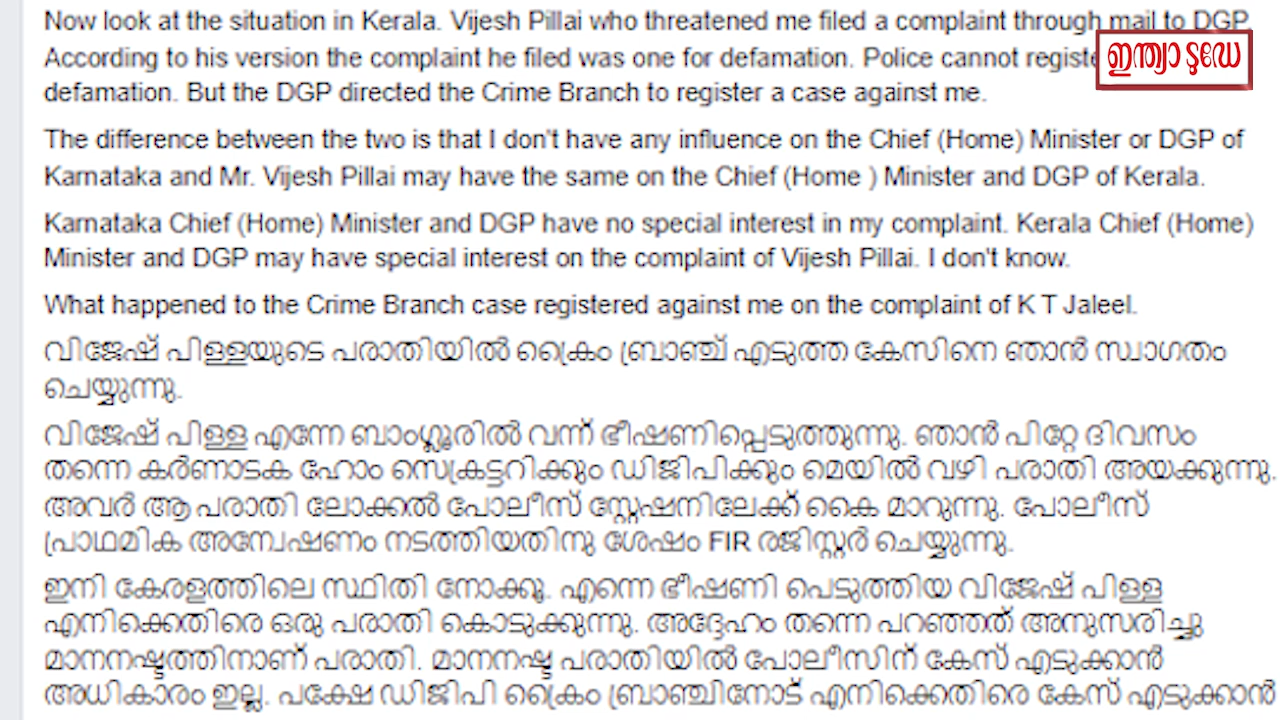 Now look at the situation in Kerala. Vijesh Pillai who threatened me filed a complaint through mail to DGP.
According to his version the complaint he filed was one for defamation. Police cannot
ഇന്ത്യാ ടുഡേ
defamation. But the DGP directed the Crime Branch to register a case against me.
The difference between the two is that I don't have any influence on the Chief (Home) Minister or DGP of
Karnataka and Mr. Vijesh Pillai may have the same on the Chief (Home ) Minister and DGP of Kerala.
Karnataka Chief (Home) Minister and DGP have no special interest in my complaint. Kerala Chief (Home)
Minister and DGP may have special interest on the complaint of Vijesh Pillai. I don't know.
What happened to the Crime Branch case registered against me on the complaint of K T Jaleel.
വിജേഷ് പിള്ളയുടെ പരാതിയിൽ ക്രൈം ബ്രാഞ്ച് എടുത്ത കേസിനെ ഞാൻ സ്വാഗതം
ചെയ്യുന്നു.
വിജേഷ് പിള്ള എന്നേ ബാംഗ്ലൂരിൽ വന്ന് ഭീഷണിപ്പെടുത്തുന്നു. ഞാൻ പിറ്റേ ദിവസം
തന്നെ കർണാടക ഹോം സെക്രട്ടറിക്കും ഡിജിപിക്കും മെയിൽ വഴി പരാതി അയക്കുന്നു.
അവർ ആ പരാതി ലോക്കൽ പോലീസ് സ്റ്റേഷനിലേക്ക് കൈ മാറുന്നു. പോലീസ്
പ്രാഥമിക അന്വേഷണം നടത്തിയതിനു ശേഷം FIR രജിസ്റ്റർ ചെയ്യുന്നു.
ഇനി കേരളത്തിലെ സ്ഥിതി നോക്കൂ. എന്നെ ഭീഷണി പെടുത്തിയ വിജേഷ് പിള്ള
എനിക്കെതിരെ ഒരു പരാതി കൊടുക്കുന്നു. അദ്ദേഹം തന്നെ പറഞ്ഞത് അനുസരിച്ചു
മാനനഷ്ടത്തിനാണ് പരാതി. മാനനഷ്ട പരാതിയിൽ പോലീസിന് കേസ് എടുക്കാൻ
അധികാരം ഇല്ല. പക്ഷേ ഡിജിപി ക്രൈം ബ്രാഞ്ചിനോട് എനിക്കെതിരെ കേസ് എടുക്കാൻ